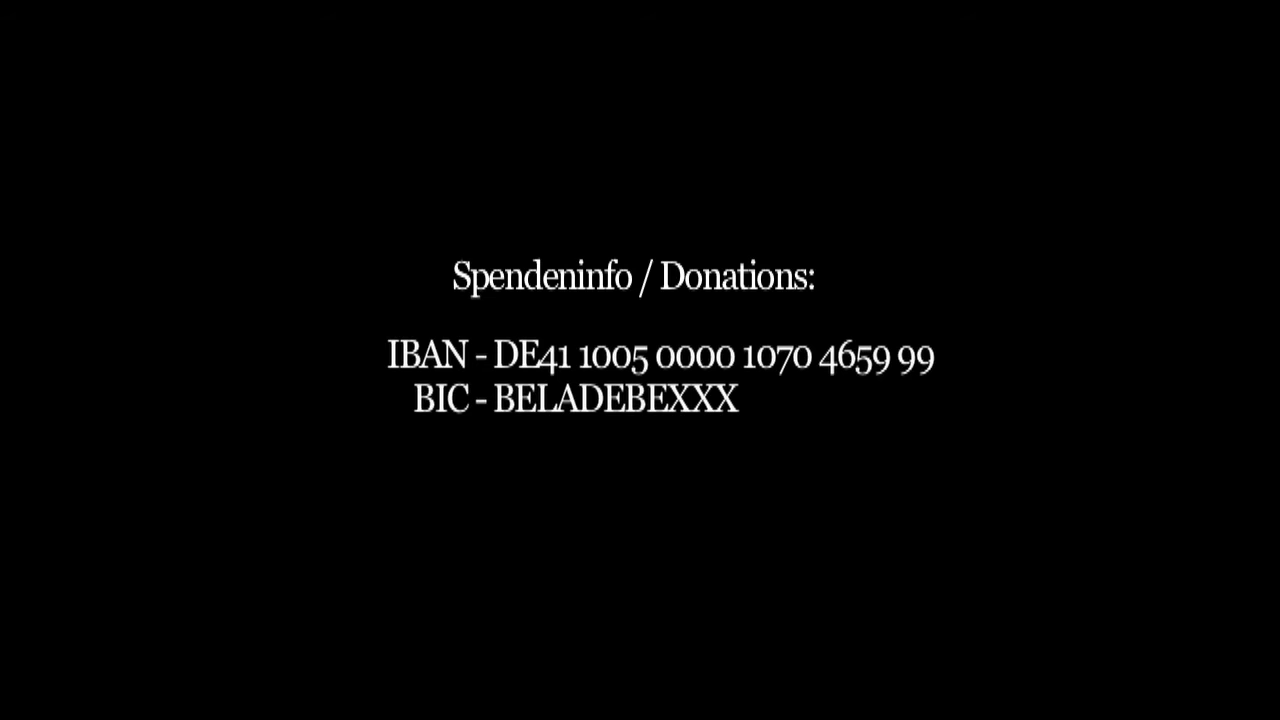 Spendeninfo / Donations:
IBAN - DE41 1005 0000 1070 4659 99
BIC - BELADEBEXXX